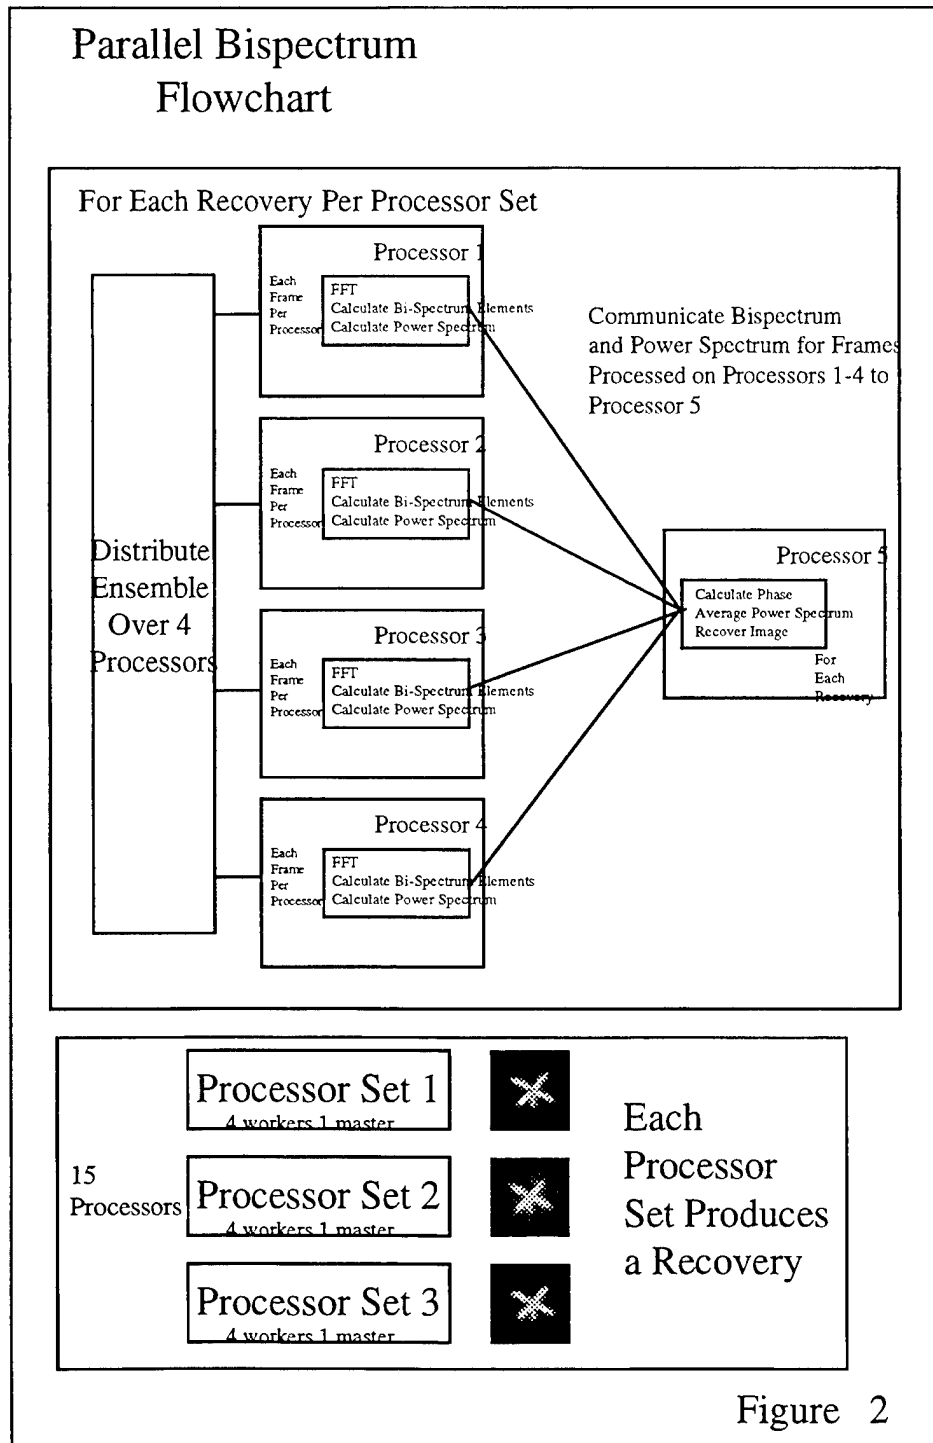 Parallel Bispectrum
Flowchart
For Each Recovery Per Processor Set
Distribute
Ensemble
Over 4
Processors
Processor 1
Each
Frame
Per
Processor
FFT
Calculate Bi-Spectrum Elements
Calculate Power Spectrum
Processor 2
Each
Frame
Per
Processor
FFT
Calculate Bi-Spectrum Elements
Calculate Power Spectrum
Processor 3
Each
Frame
Per
Processor
FFT
Calculate Bi-Spectrum Elements
Calculate Power Spectrum
Processor 4
Each
Frame
Per
Processor
FFT
Calculate Bi-Spectrum Elements
Calculate Power Spectrum
Communicate Bispectrum
and Power Spectrum for Frames
Processed on Processors 1-4 to
Processor 5
Processor 5
Calculate Phase
Average Power Spectrum
Recover Image
For
Each
Recovery
15
Processors
Processor Set 1
4 workers 1 master
Processor Set 2
4 workers 1 master
Processor Set 3
4 workers 1 master
Each
Processor
Set Produces
a Recovery
Figure 2